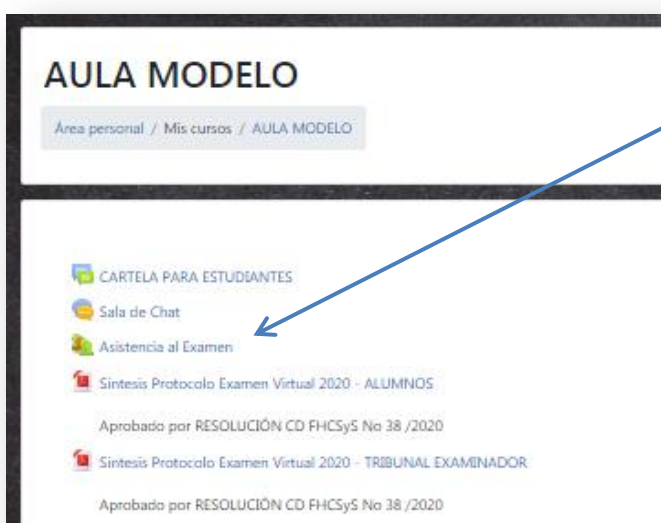 AULA MODELO
Área personal / Mis cursos / AULA MODELO
CARTELA PARA ESTUDIANTES
Sala de Chat
Asistencia al Examen
Sintesis Protocolo Examen Virtual 2020 - ALUMNOS
Aprobado por RESOLUCIÓN CD FHCSyS No 38 /2020
Sintesis Protocolo Examen Virtual 2020 - TRIBUNAL EXAMINADOR
Aprobado por RESOLUCIÓN CD FHCSyS No 38 /2020